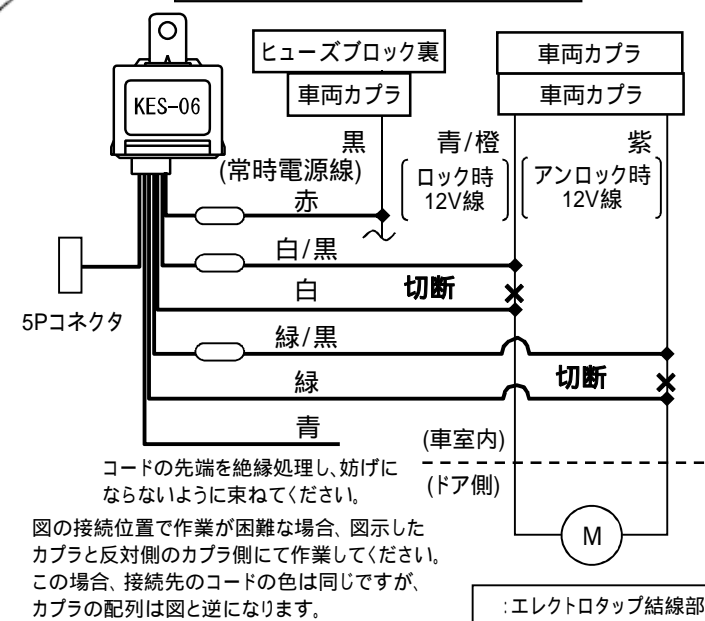 KES-06
ヒューズブロック裏
車両カプラ
車両カプラ
車両カプラ
黒
(常時電源線)
青/橙
ロック時
12V線
紫
アンロック時
12V線
赤
白/黒
白
切断
緑/黒
緑
切断
青
5Pコネクタ
(車室内)
(ドア側)
コードの先端を絶縁処理し、妨げに
ならないように束ねてください。
M
図の接続位置で作業が困難な場合、図示した
カプラと反対側のカプラ側にて作業してください。
この場合、接続先のコードの色は同じですが、
カプラの配列は図と逆になります。
:エレクトロタップ結線部